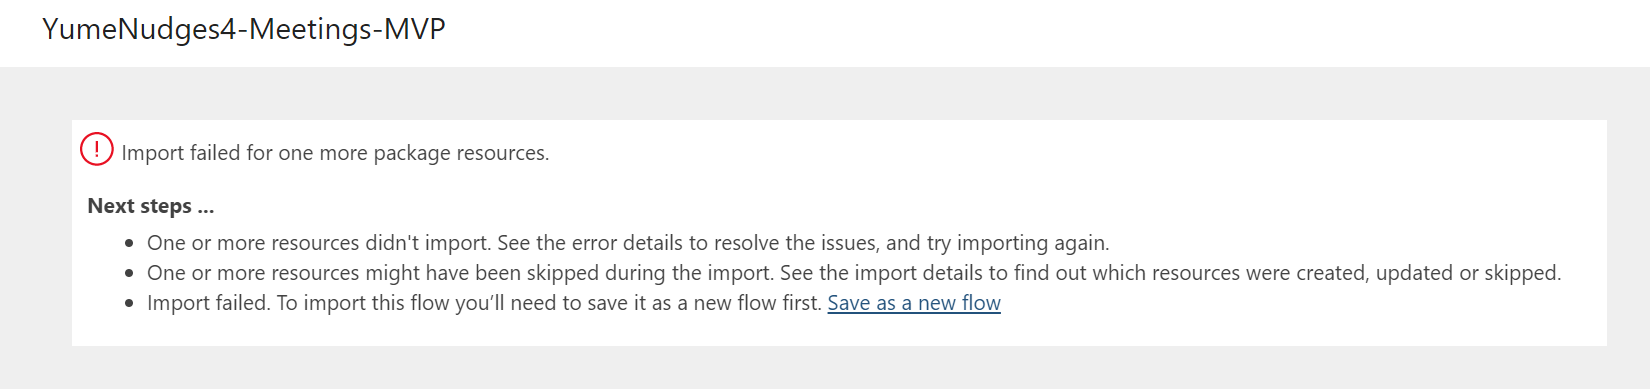 YumeNudges4-Meetings-MVP
Import failed for one more package resources.
Next steps ...
One or more resources didn't import. See the error details to resolve the issues, and try importing again.
One or more resources might have been skipped during the import. See the import details to find out which resources were created, updated or skipped.
Import failed. To import this flow you’ll need to save it as a new flow first. Save as a new flow